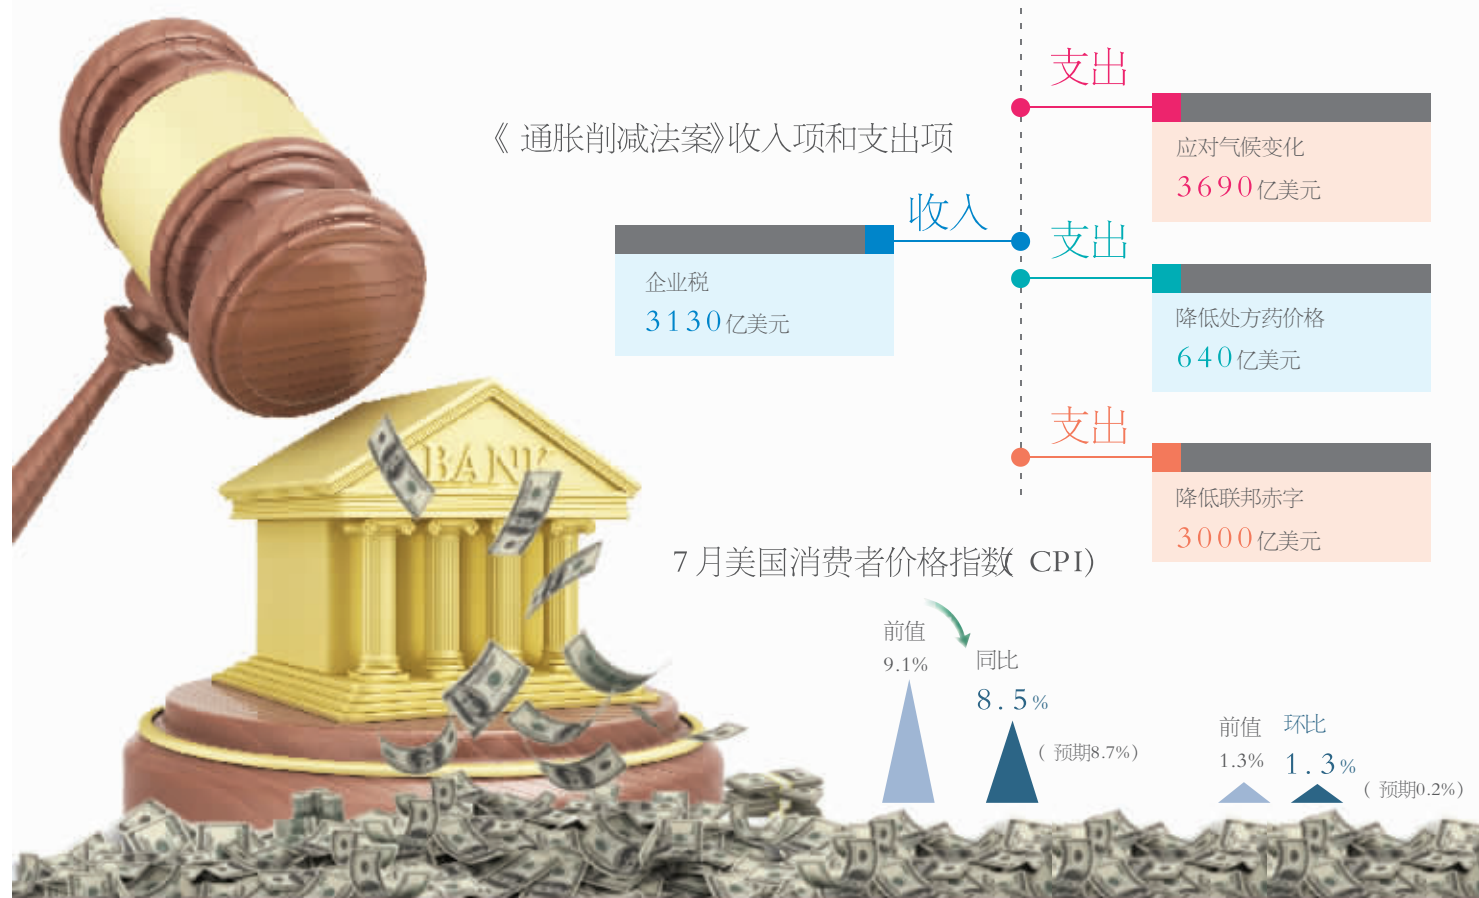 《通胀削减法案》收入项和支出项
收入
企业税
3130亿美元
支出
应对气候变化
3690亿美元
支出
降低处方药价格
640亿美元
支出
降低联邦赤字
3000亿美元
BANK
7月美国消费者价格指数(CPI)
前值
9.1%
同比
8.5%
(预期8.7%)
前值
1.3%
环比
1.3%
(预期0.2%)